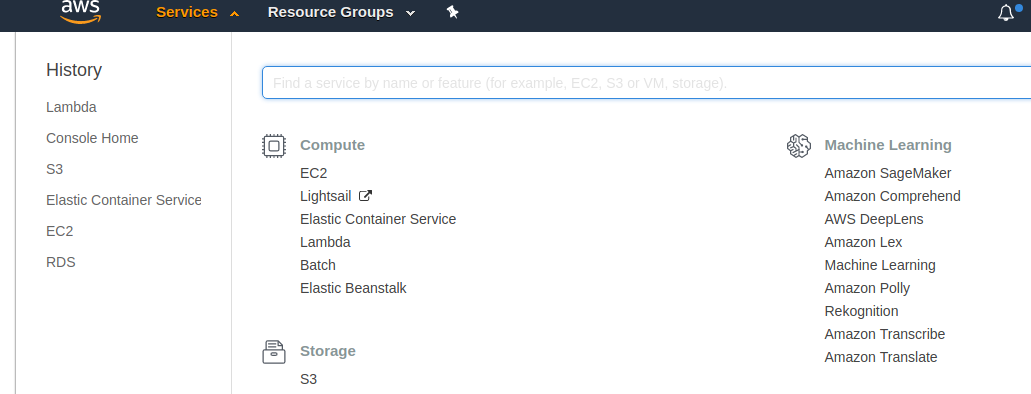 aws Services Resource Groups
History
Lambda
Console Home
S3
Elastic Container Service
EC2
RDS
Find a service by name or feature (for example, EC2, S3 or VM, storage).
Compute
EC2
Lightsail
Elastic Container Service
Lambda
Batch
Elastic Beanstalk
Storage
S3
Machine Learning
Amazon SageMaker
Amazon Comprehend
AWS DeepLens
Amazon Lex
Machine Learning
Amazon Polly
Rekognition
Amazon Transcribe
Amazon Translate